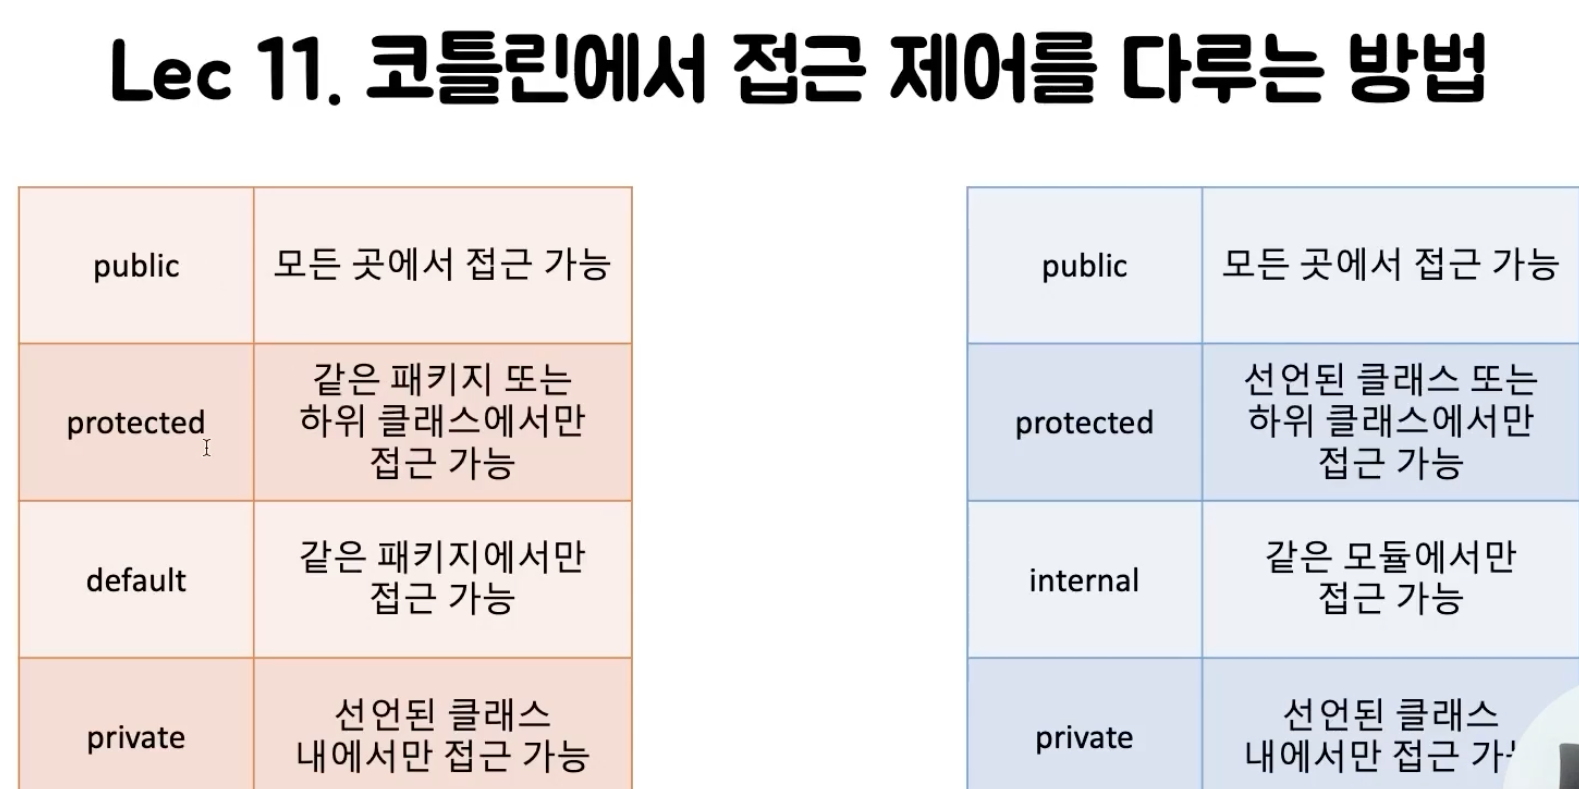 Lec 11. 코틀린에서 접근 제어를 다루는 방법
public
모든 곳에서 접근 가능
protected
같은 패키지 또는
하위 클래스에서만
접근 가능
default
같은 패키지에서만
접근 가능
private
선언된 클래스
내에서만 접근 가능
public
모든 곳에서 접근 가능
protected
선언된 클래스 또는
하위 클래스에서만
접근 가능
internal
같은 모듈에서만
접근 가능
private
선언된 클래스
내에서만 접근